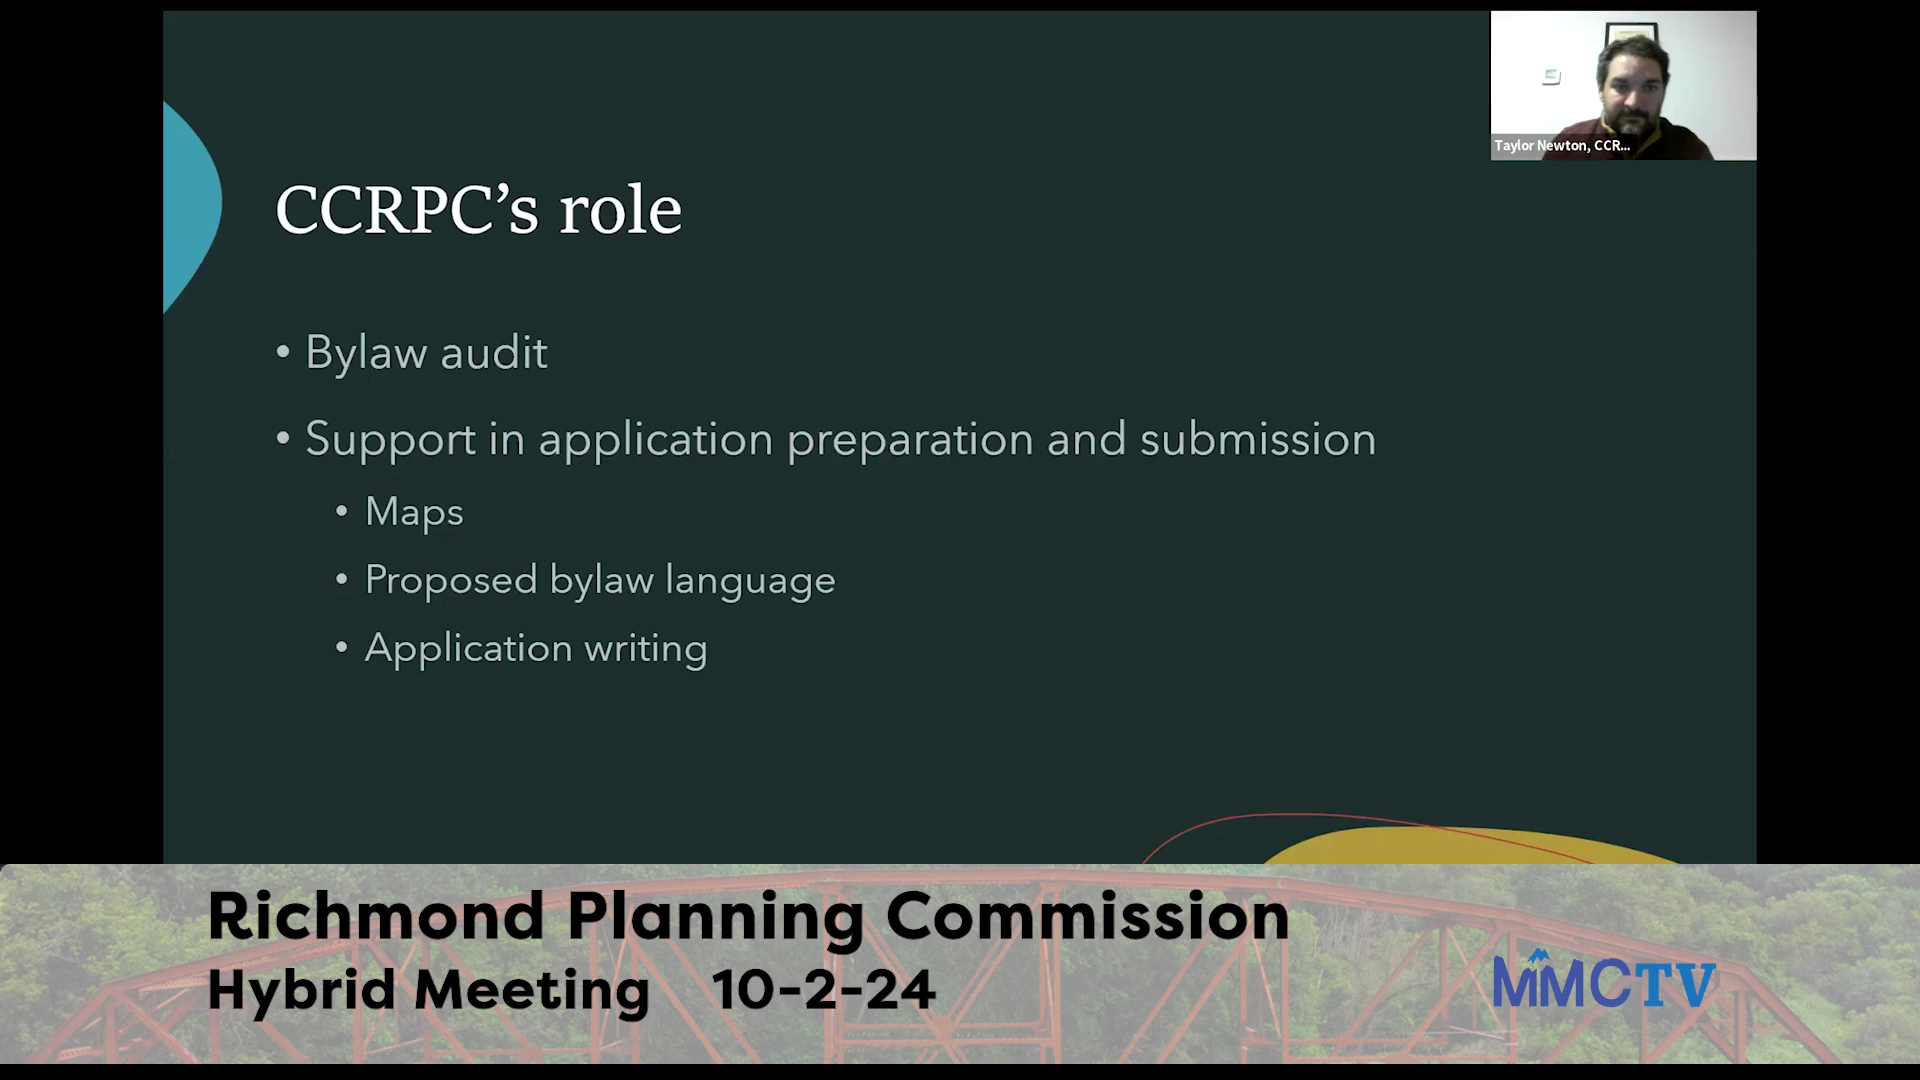 Taylor Newton, CCR...
CCRPC’s role
• Bylaw audit
• Support in application preparation and submission
• Maps
• Proposed bylaw language
• Application writing
Richmond Planning Commission
Hybrid Meeting 10-2-24
MMCTV